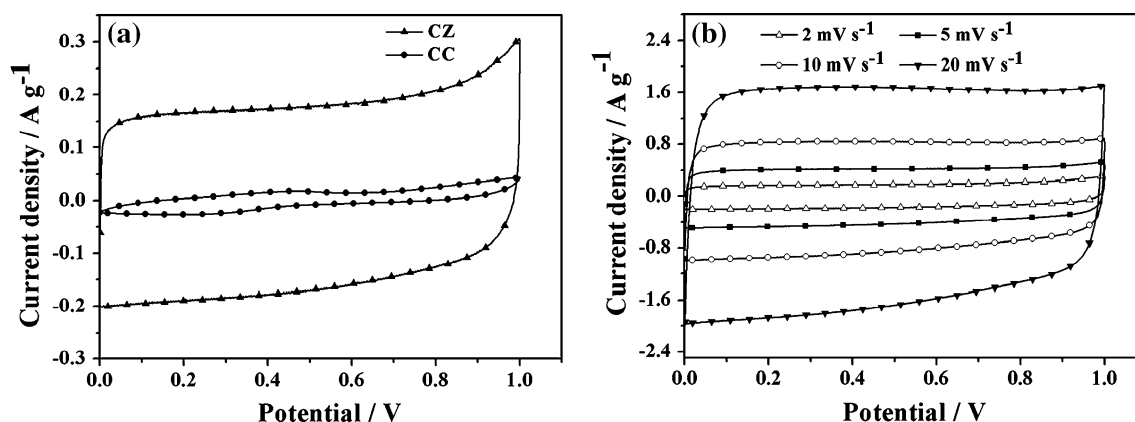 (a)
CZ
CC
0.3
0.2
0.1
0.0
-0.1
-0.2
-0.3
0.0
0.2
0.4
0.6
0.8
1.0
Current density / A g-1
Potential / V
(b)
2 mV s-1
5 mV s-1
10 mV s-1
20 mV s-1
2.4
1.6
0.8
0.0
-0.8
-1.6
-2.4
0.0
0.2
0.4
0.6
0.8
1.0
Current density / A g-1
Potential / V